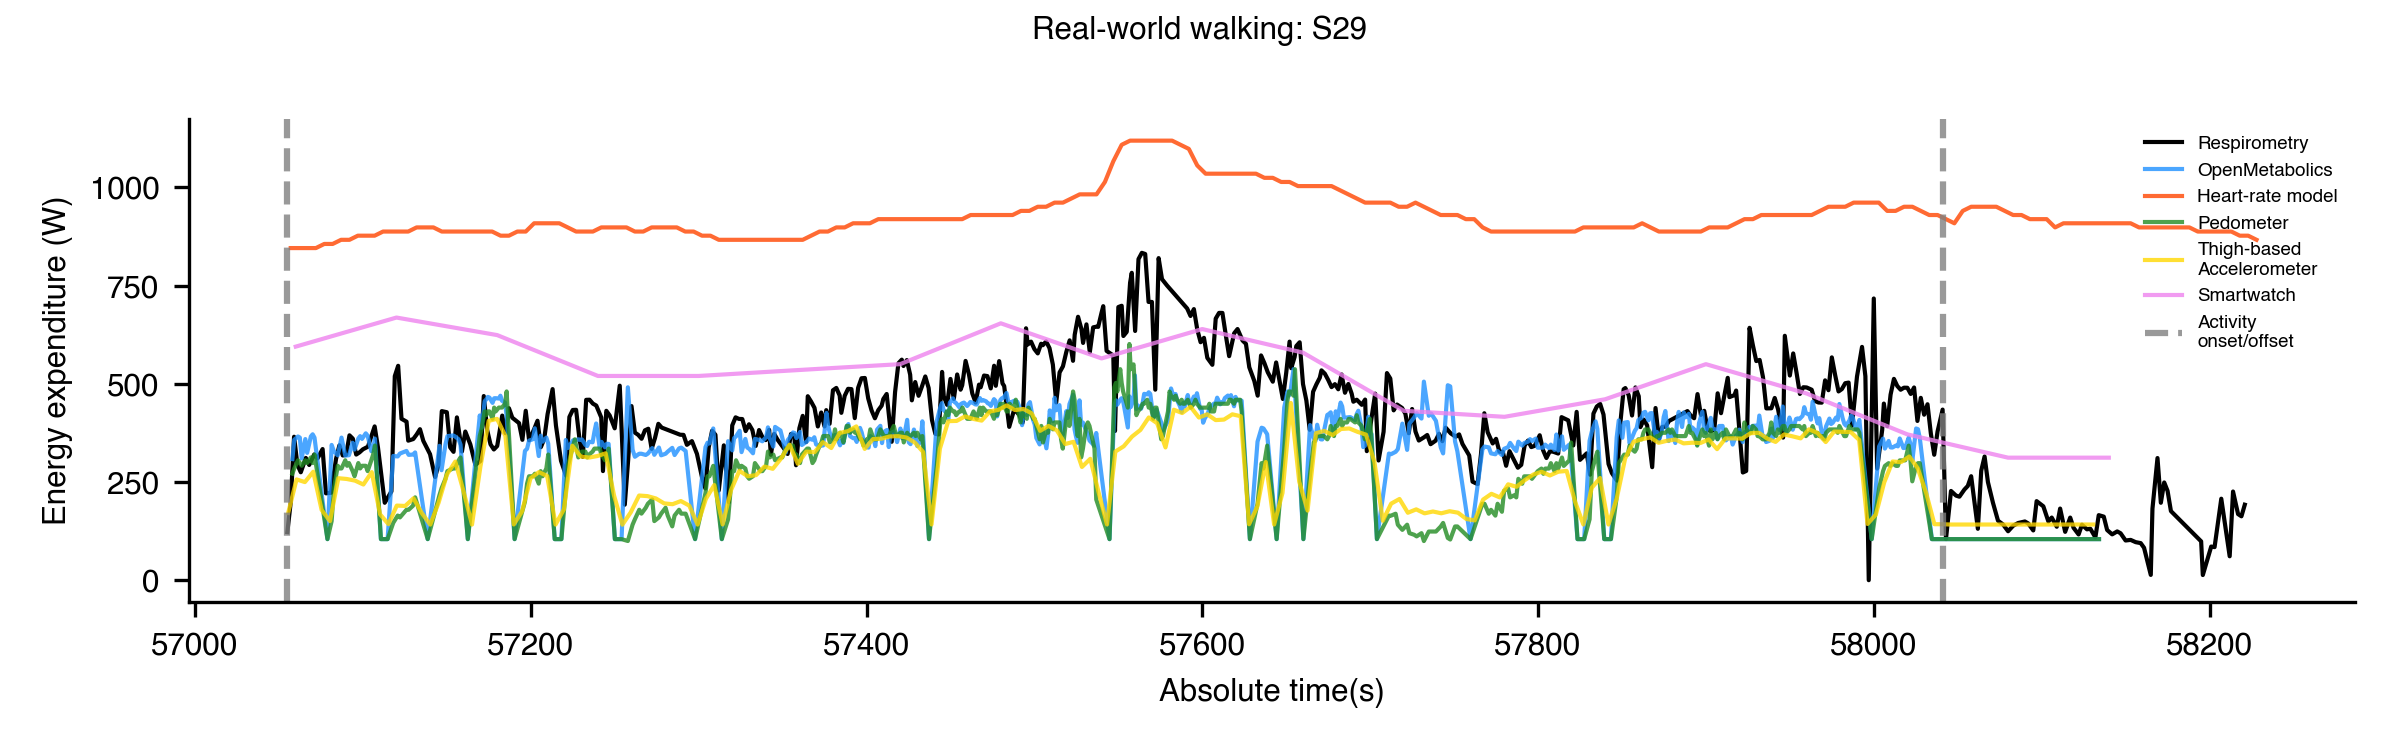 Real-world walking: S29
Energy expenditure (W)
1000
750
500
250
0
57000
57200
57400
57600
57800
58000
58200
Absolute time(s)
Respirometry
OpenMetabolics
Heart-rate model
Pedometer
Thigh-based
Accelerometer
Smartwatch
Activity
onset/offset